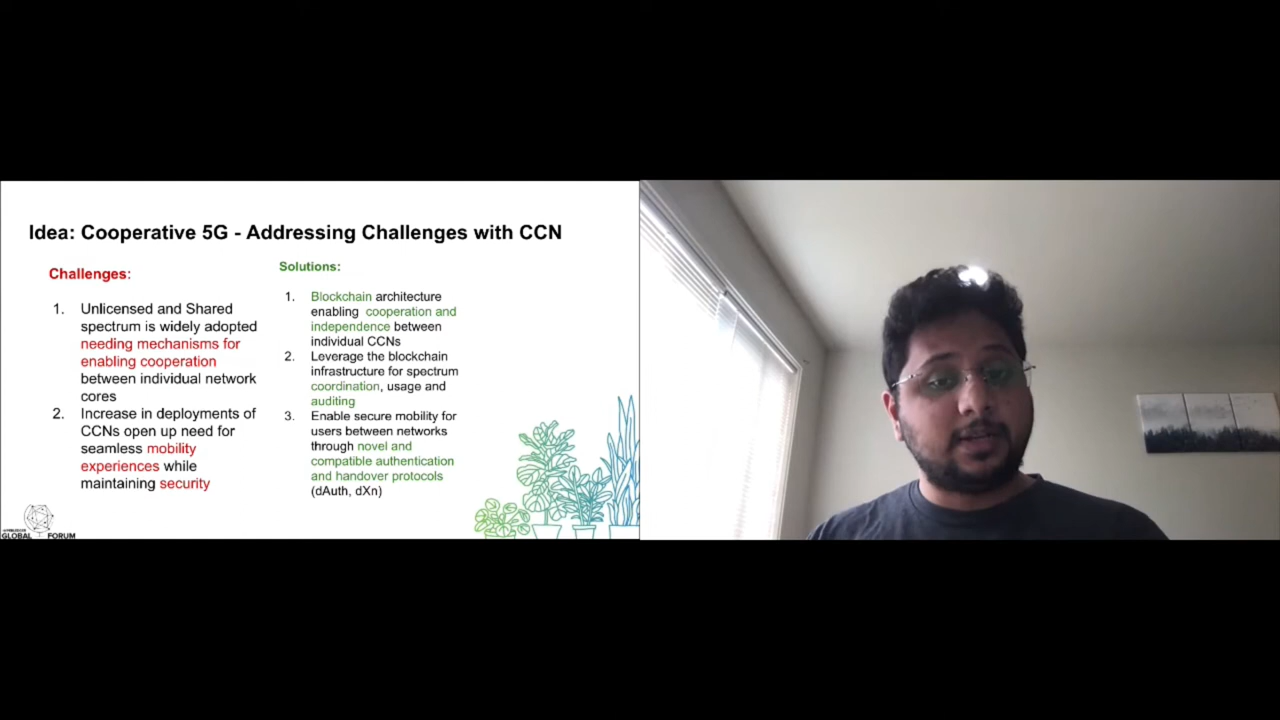 Idea: Cooperative 5G - Addressing Challenges with CCN
Challenges:
1. Unlicensed and Shared
spectrum is widely adopted
needing mechanisms for
enabling cooperation
between individual network
cores
2. Increase in deployments of
CCNs open up need for
seamless mobility
experiences while
maintaining security
Solutions:
1. Blockchain architecture
enabling cooperation and
independence between
individual CCNs
2. Leverage the blockchain
infrastructure for spectrum
coordination, usage and
auditing
3. Enable secure mobility for
users between networks
through novel and
compatible authentication
and handover protocols
(dAuth, dXn)
GLOBAL FORUM